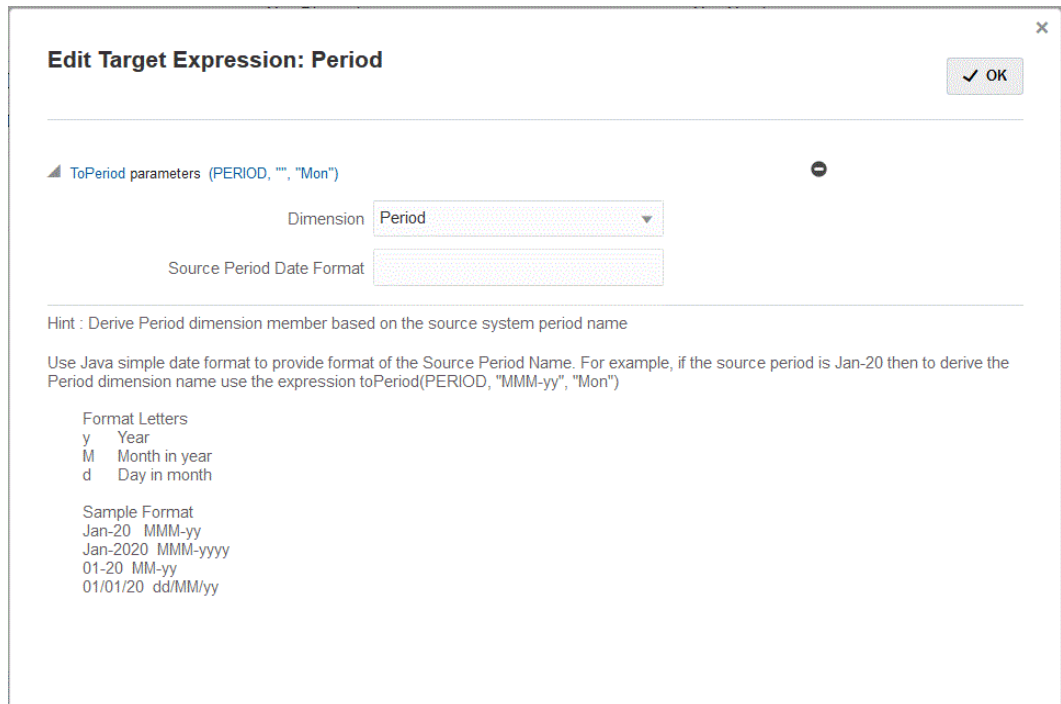 Edit Target Expression: Period
OK
ToPeriod parameters (PERIOD, "", "Mon")
Dimension Period
Source Period Date Format
Hint : Derive Period dimension member based on the source system period name
Use Java simple date format to provide format of the Source Period Name. For example, if the source period is Jan-20 then to derive the
Period dimension name use the expression toPeriod(PERIOD, "MMM-yy", "Mon")
Format Letters
y Year
M Month in year
d Day in month
Sample Format
Jan-20 MMM-yy
Jan-2020 MMM-yyyy
01-20 MM-yy
01/01/20 dd/MM/yy